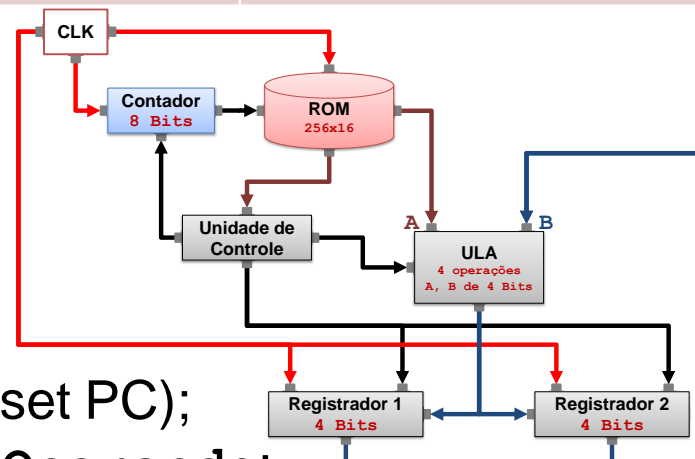 CLK
Contador
8 Bits
ROM
256x16
Unidade de
Controle
A
B
ULA
4 operações
A, B de 4 Bits
set PC);
Registrador 1
4 Bits
Registrador 2
4 Bits